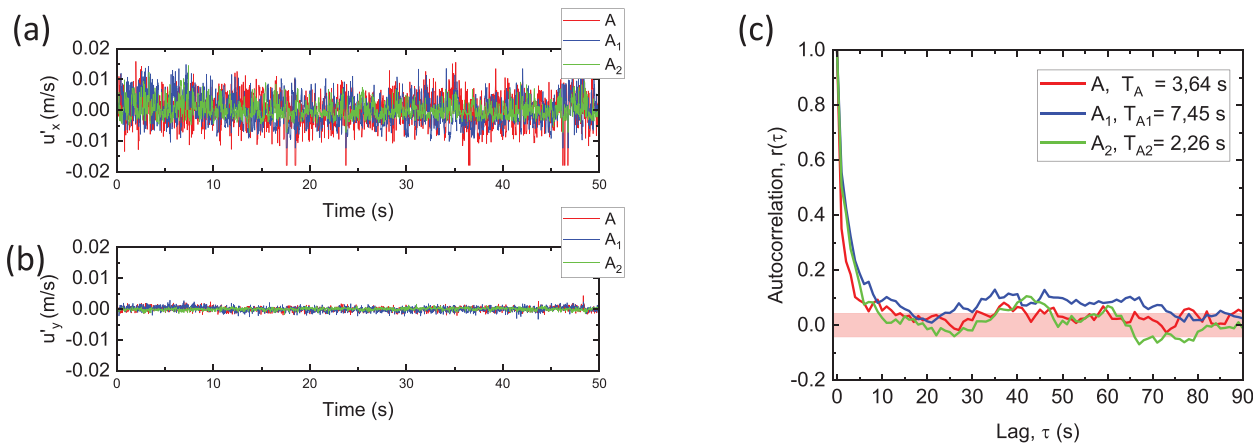 (a)
A
A₁
A₂
0.02
0.01
0.00
-0.01
-0.02
u'ₓ (m/s)
0 10 20 30 40 50
Time (s)
(b)
A
A₁
A₂
0.02
0.01
0.00
-0.01
-0.02
u'y (m/s)
0 10 20 30 40 50
Time (s)
(c)
1.0
0.8
0.6
0.4
0.2
0.0
-0.2
Autocorrelation, r(τ)
A, T_A = 3,64 s
A₁, T_A1 = 7,45 s
A₂, T_A2 = 2,26 s
0 10 20 30 40 50 60 70 80 90
Lag, τ (s)